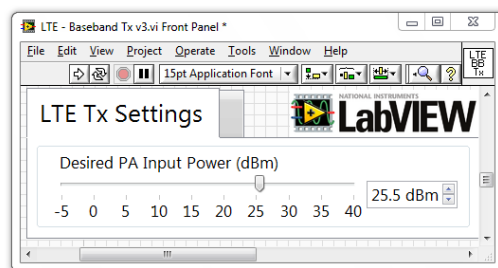 LTE - Baseband Tx v3.vi Front Panel *
File Edit View Project Operate Tools Window Help
15pt Application Font
LTE
BB
Tx
LTE Tx Settings
NATIONAL INSTRUMENTS
LabVIEW
Desired PA Input Power (dBm)
25.5 dBm
-5 0 5 10 15 20 25 30 35 40